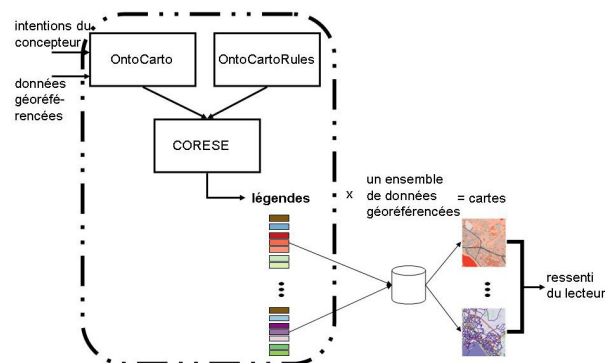 intentions du
concepteur
OntoCarto
OntoCartoRules
données
géoréfé-
rencées
CORESE
légendes
x
un ensemble
de données
géoréférencées
= cartes
ressenti
du lecteur